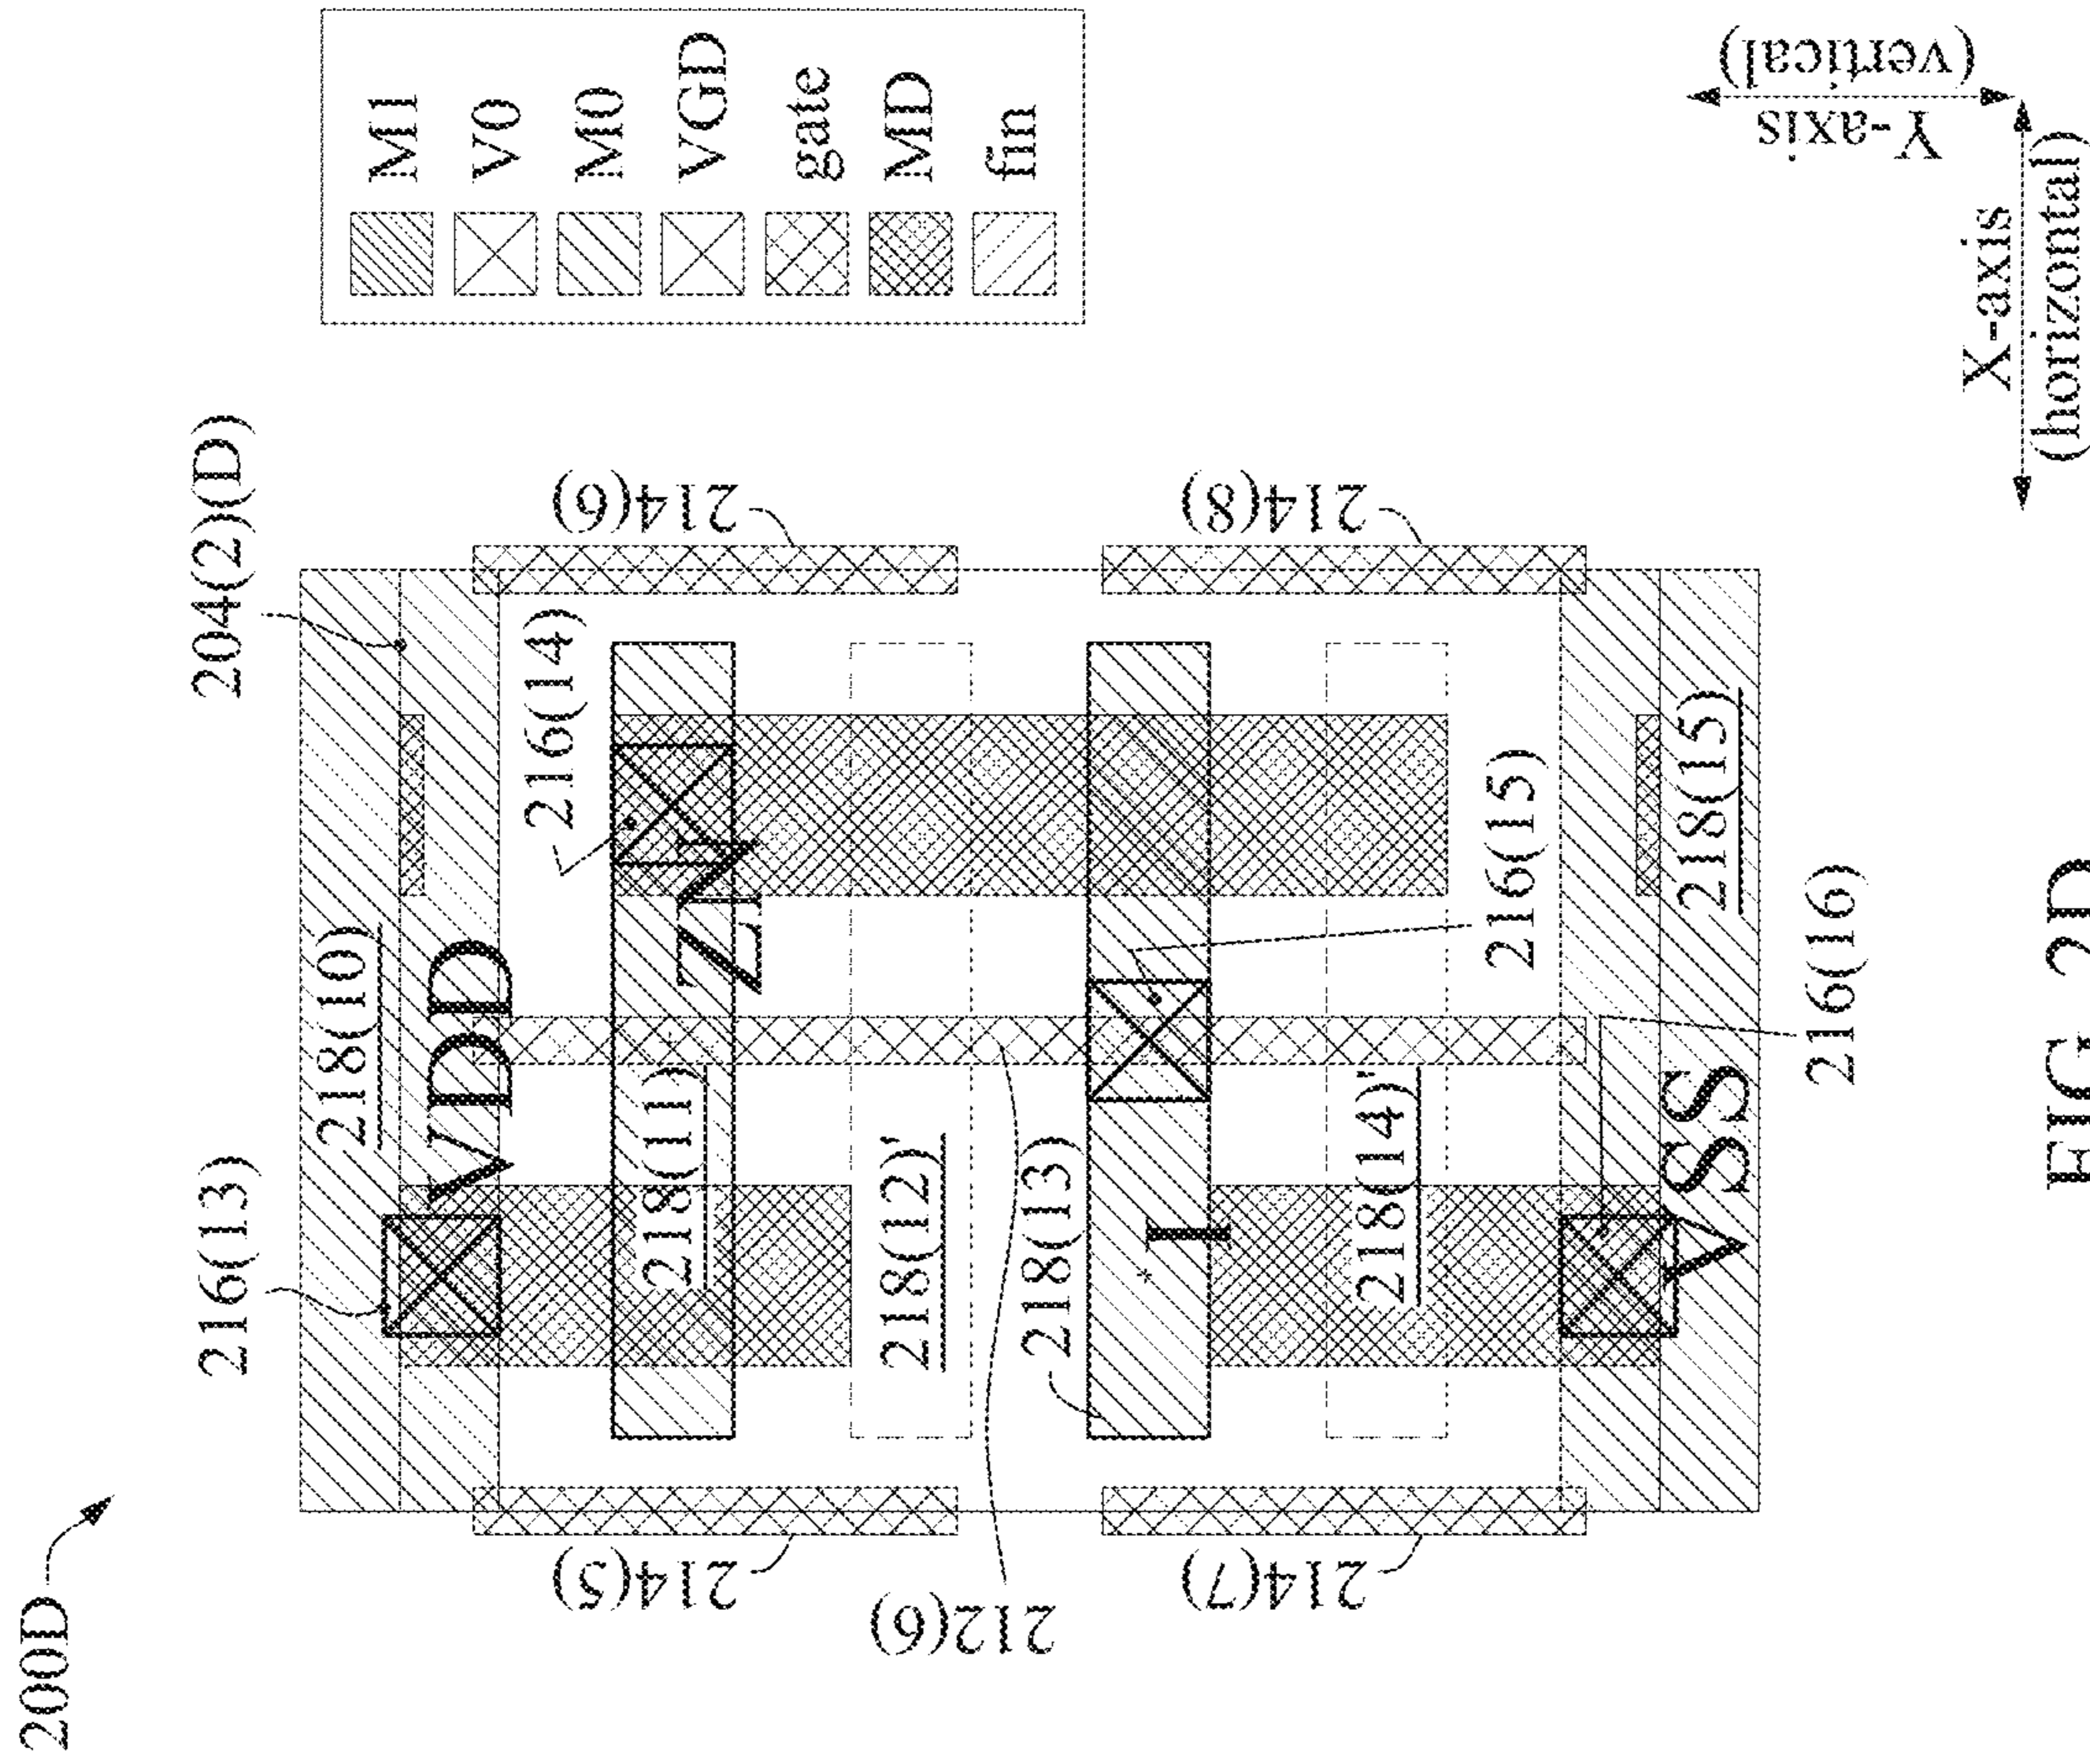 200D
204(2)(D)
216(13)
218(10)
VDD
216(14)
ZN
218(11)
214(5)
214(6)
212(6)
218(12)'
218(13)
I
216(15)
214(7)
214(8)
218(14)'
218(15)
VSS
216(16)
M1
V0
M0
VGD
gate
MD
fin
Y-axis
(vertical)
X-axis
(horizontal)
FIG. 2D